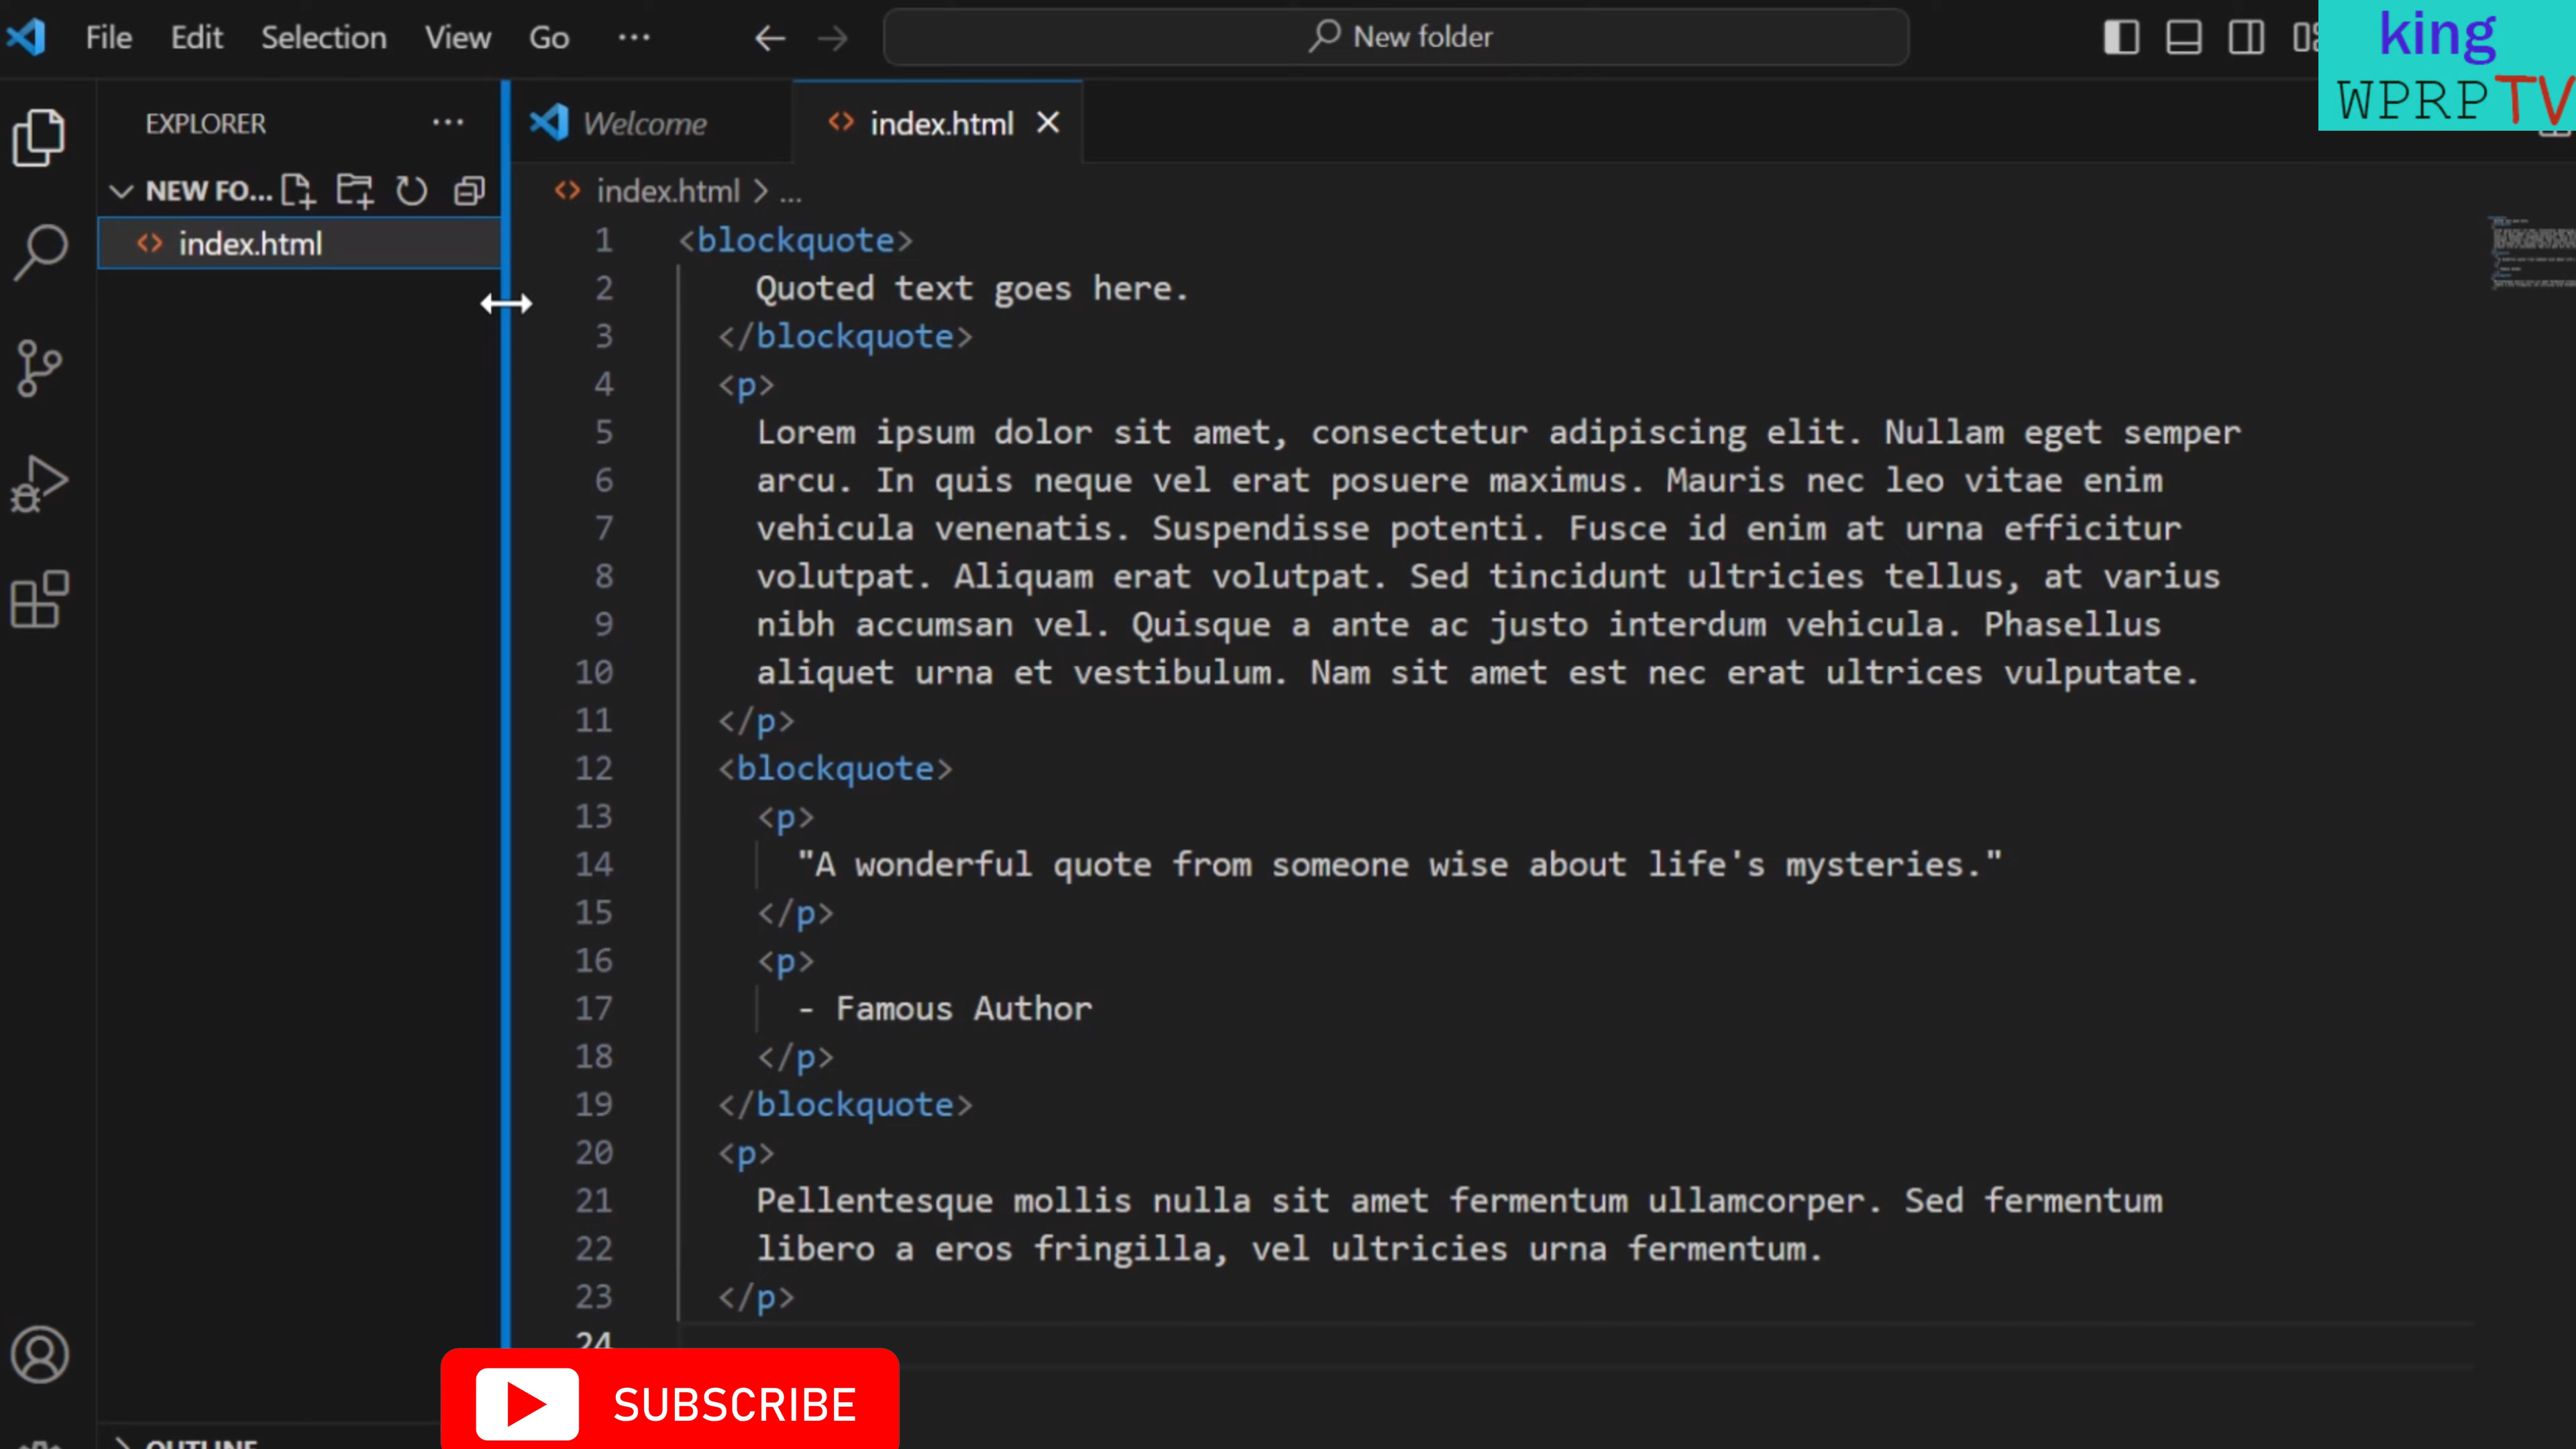 File Edit Selection View Go ...
New folder
king
WPRPTV
EXPLORER ...
Welcome
index.html
NEW FO...
index.html > ...
index.html
1 <blockquote>
2 Quoted text goes here.
3 </blockquote>
4 <p>
5 Lorem ipsum dolor sit amet, consectetur adipiscing elit. Nullam eget semper
6 arcu. In quis neque vel erat posuere maximus. Mauris nec leo vitae enim
7 vehicula venenatis. Suspendisse potenti. Fusce id enim at urna efficitur
8 volutpat. Aliquam erat volutpat. Sed tincidunt ultricies tellus, at varius
9 nibh accumsan vel. Quisque a ante ac justo interdum vehicula. Phasellus
10 aliquet urna et vestibulum. Nam sit amet est nec erat ultrices vulputate.
11 </p>
12 <blockquote>
13 <p>
14 "A wonderful quote from someone wise about life's mysteries."
15 </p>
16 <p>
17 - Famous Author
18 </p>
19 </blockquote>
20 <p>
21 Pellentesque mollis nulla sit amet fermentum ullamcorper. Sed fermentum
22 libero a eros fringilla, vel ultricies urna fermentum.
23 </p>
24
SUBSCRIBE
OUTLINE